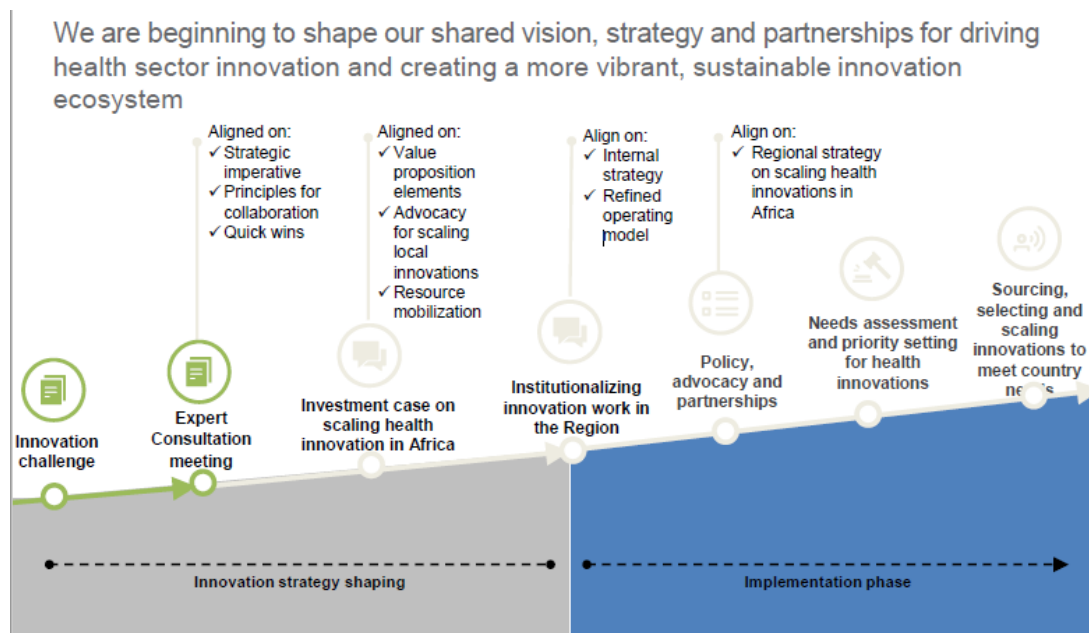 We are beginning to shape our shared vision, strategy and partnerships for driving
health sector innovation and creating a more vibrant, sustainable innovation
ecosystem
Aligned on:
✓ Strategic
imperative
✓ Principles for
collaboration
✓ Quick wins
Aligned on:
✓ Value
proposition
elements
✓ Advocacy
for scaling
local
innovations
✓ Resource
mobilization
Align on:
✓ Internal
strategy
✓ Refined
operating
model
Align on:
✓ Regional strategy
on scaling health
innovations in
Africa
Innovation
challenge
Expert
Consultation
meeting
Investment case on
scaling health
innovation in Africa
Institutionalizing
innovation work in
the Region
Policy,
advocacy and
partnerships
Needs assessment
and priority setting
for health
innovations
Sourcing,
selecting and
scaling
innovations to
meet country
needs
Innovation strategy shaping
Implementation phase